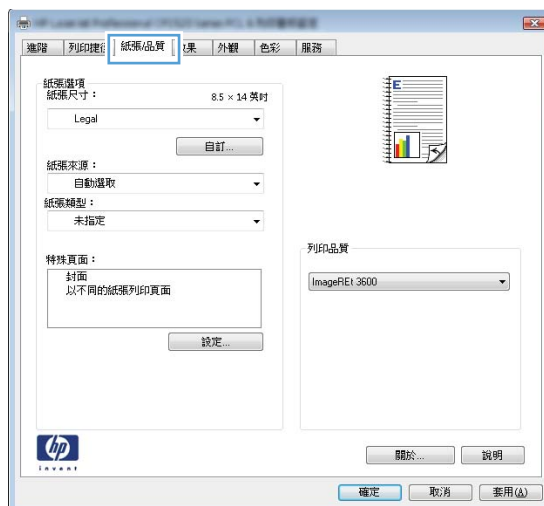 進階 列印捷徑 紙張/品質 效果 外觀 色彩 服務
紙張選項
紙張尺寸： 8.5 × 14 英吋
Legal
自訂...
紙張來源：
自動選取
紙張類型：
未指定
特殊頁面：
封面
以不同的紙張列印頁面
設定...
列印品質
ImageREt 3600
E
hp
invent
關於... 說明
確定 取消 套用(A)